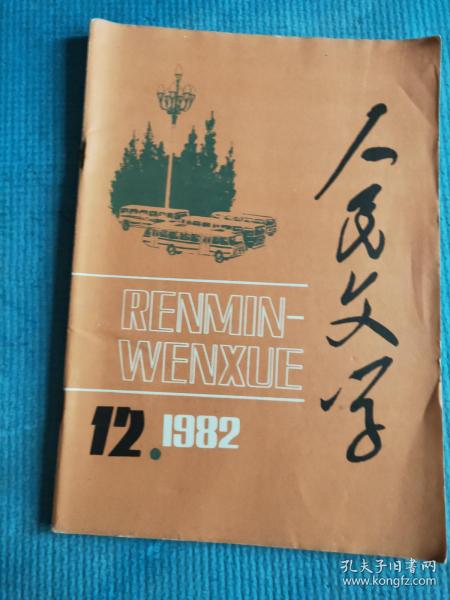 人民文学
RENMIN-
WENXUE
12.1982
孔夫子旧书网
www.kongfz.com